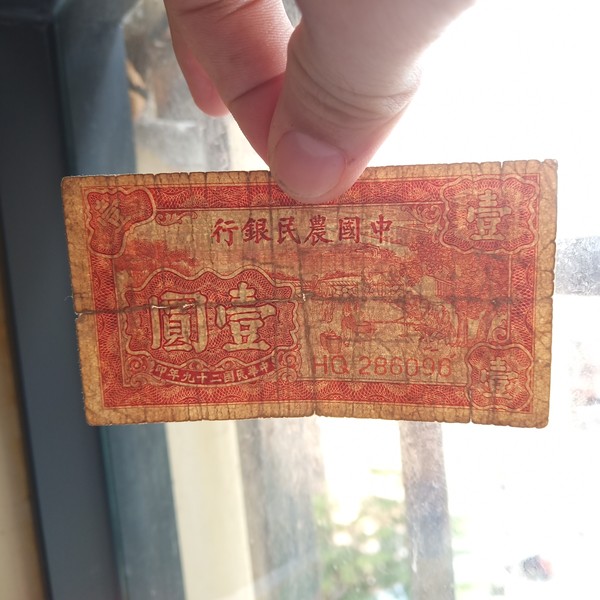 壹
中國農民銀行
壹圓
HQ 286096
中華民國二十九年印
壹